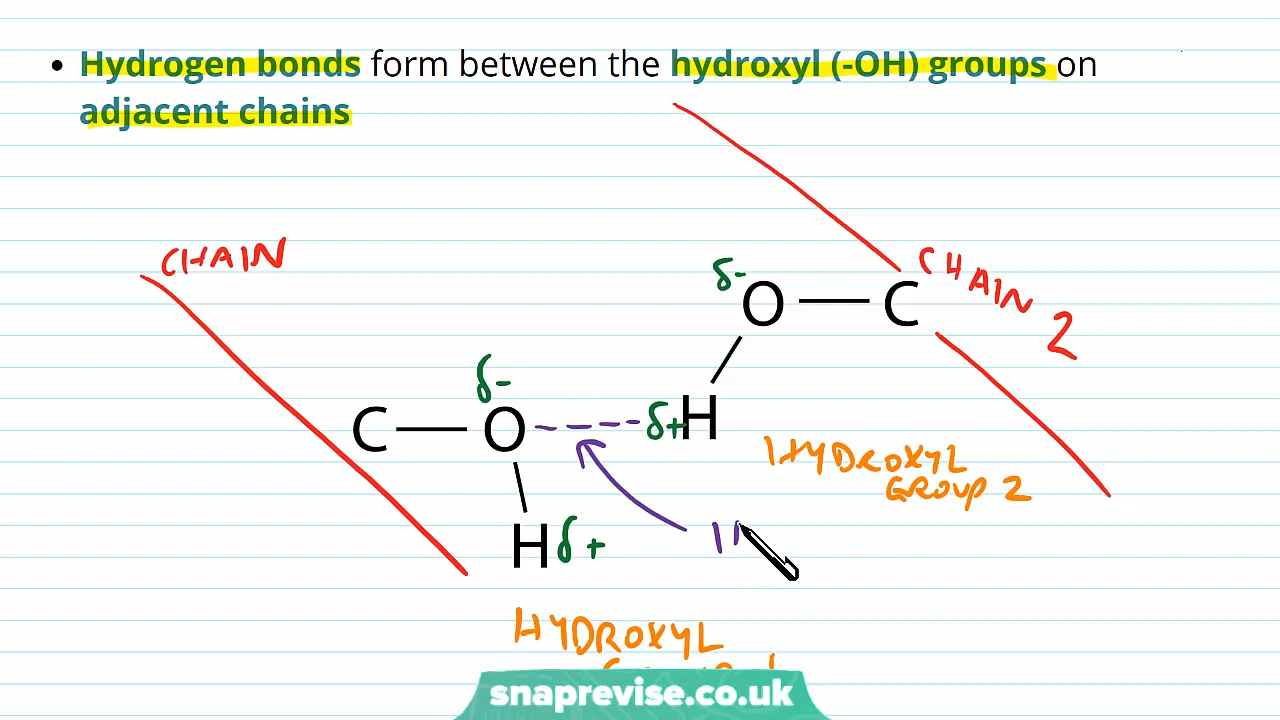 • Hydrogen bonds form between the hydroxyl (-OH) groups on
adjacent chains
CHAIN
CHAIN 2
δ-
O C
δ-
C O δ+ H
HYDROXYL
GROUP 2
H δ+
HYDROXYL
snaprevise.co.uk